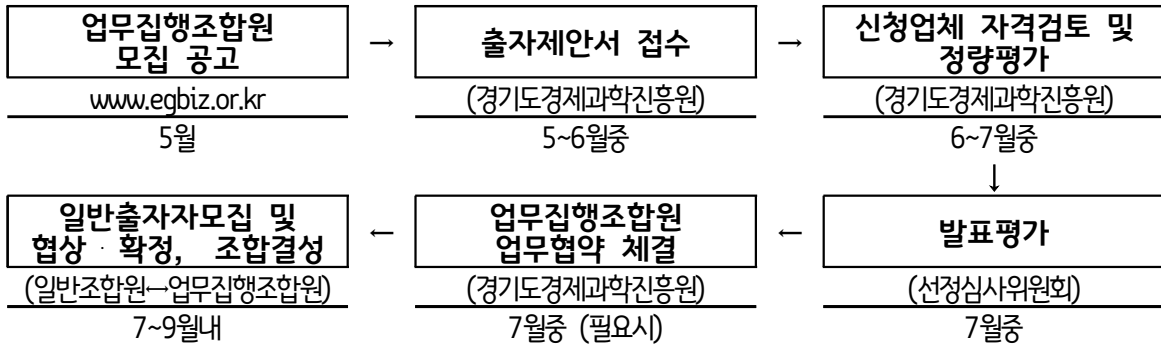 업무집행조합원
모집 공고
www.egbiz.or.kr
5월
→
출자제안서 접수
(경기도경제과학진흥원)
5~6월중
→
신청업체 자격검토 및
정량평가
(경기도경제과학진흥원)
6~7월중
↓
발표평가
(선정심사위원회)
7월중
←
업무집행조합원
업무협약 체결
(경기도경제과학진흥원)
7월중 (필요시)
←
일반출자자모집 및
협상ㆍ확정, 조합결성
(일반조합원↔업무집행조합원)
7~9월내